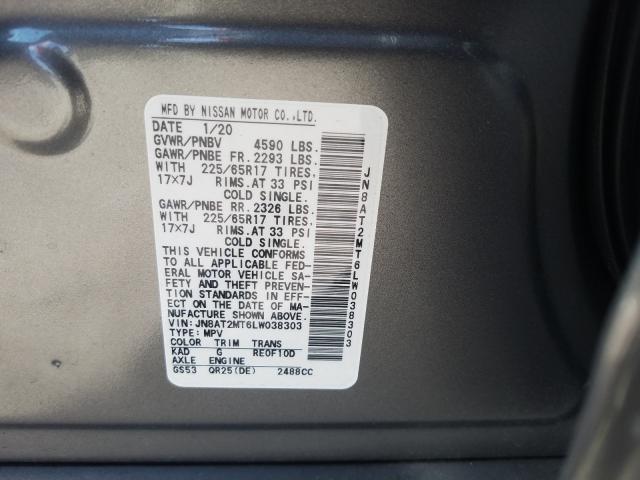 MFD BY NISSAN MOTOR CO.,LTD.
DATE 1/20
GVWR/PNBV 4590 LBS.
GAWR/PNBE FR. 2293 LBS.
WITH 225/65R17 TIRES,
17×7J RIMS.AT 33 PSI
COLD SINGLE.
GAWR/PNBE RR. 2326 LBS.
WITH 225/65R17 TIRES,
17×7J RIMS.AT 33 PSI
COLD SINGLE.
THIS VEHICLE CONFORMS
TO ALL APPLICABLE FED-
ERAL MOTOR VEHICLE SA-
FETY AND THEFT PREVEN-
TION STANDARDS IN EFF-
ECT ON THE DATE OF MA-
NUFACTURE SHOWN ABOVE.
VIN: JN8AT2MT6LW038303
TYPE: MPV
COLOR TRIM TRANS
KAD G RE0F10D
AXLE ENGINE
GS53 QR25(DE) 2488CC
JN8AT2MT6LW038303